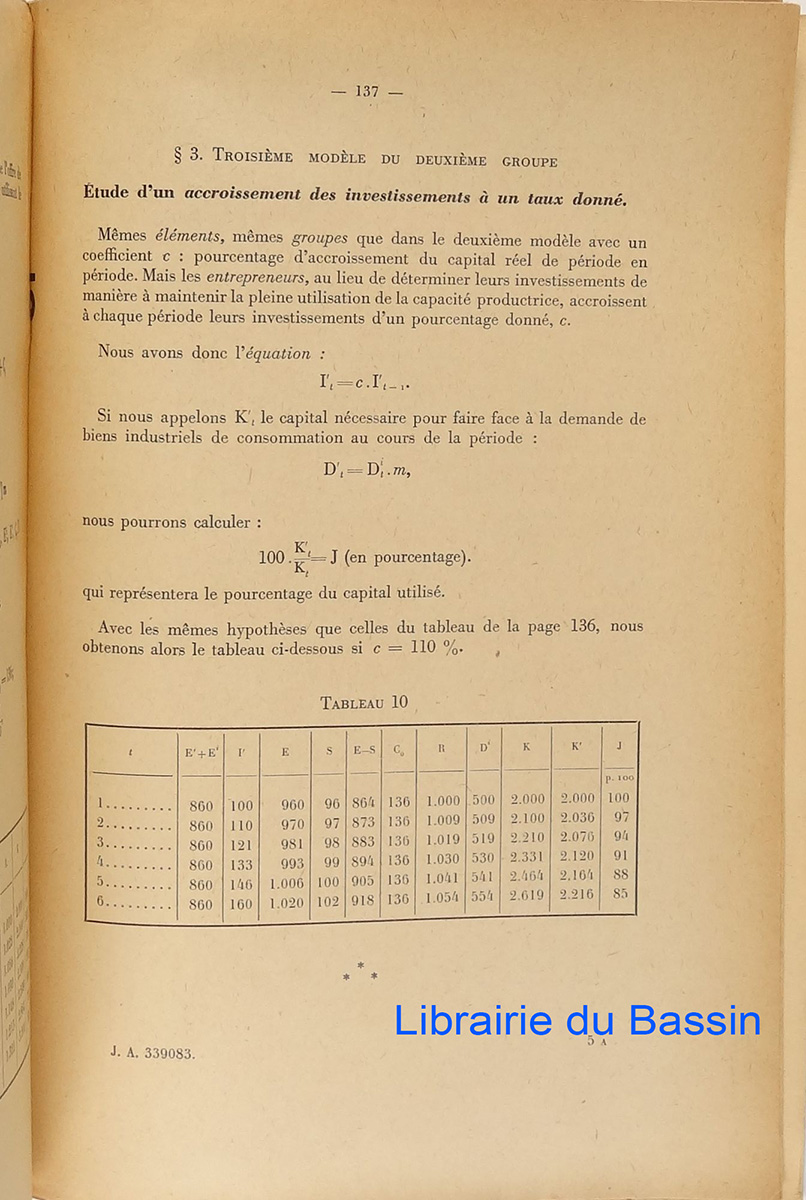 — 137 —
§ 3. Troisième modèle du deuxième groupe
Étude d'un accroissement des investissements à un taux donné.
Mêmes éléments, mêmes groupes que dans le deuxième modèle avec un
coefficient c : pourcentage d'accroissement du capital réel de période en
période. Mais les entrepreneurs, au lieu de déterminer leurs investissements de
manière à maintenir la pleine utilisation de la capacité productrice, accroissent
à chaque période leurs investissements d'un pourcentage donné, c.
Nous avons donc l'équation :
I'ₜ = c . I'ₜ₋₁.
Si nous appelons K'ₜ le capital nécessaire pour faire face à la demande de
biens industriels de consommation au cours de la période :
D'ₜ = Dⁱₜ . m,
nous pourrons calculer :
100 . K'ₜ/Kₜ = J (en pourcentage).
qui représentera le pourcentage du capital utilisé.
Avec les mêmes hypothèses que celles du tableau de la page 136, nous
obtenons alors le tableau ci-dessous si c = 110 %.
Tableau 10
t E'+Eⁱ I' E S E–S Cₐ R Dⁱ K K' J
p. 100
1.......... 860 100 960 96 864 136 1.000 500 2.000 2.000 100
2.......... 860 110 970 97 873 136 1.009 509 2.100 2.036 97
3.......... 860 121 981 98 883 136 1.019 519 2.210 2.076 94
4.......... 860 133 993 99 894 136 1.030 530 2.331 2.120 91
5.......... 860 146 1.006 100 905 136 1.041 541 2.464 2.164 88
6.......... 860 160 1.020 102 918 136 1.054 554 2.619 2.216 85
*
* *
Librairie du Bassin
J. A. 339083.
5 A